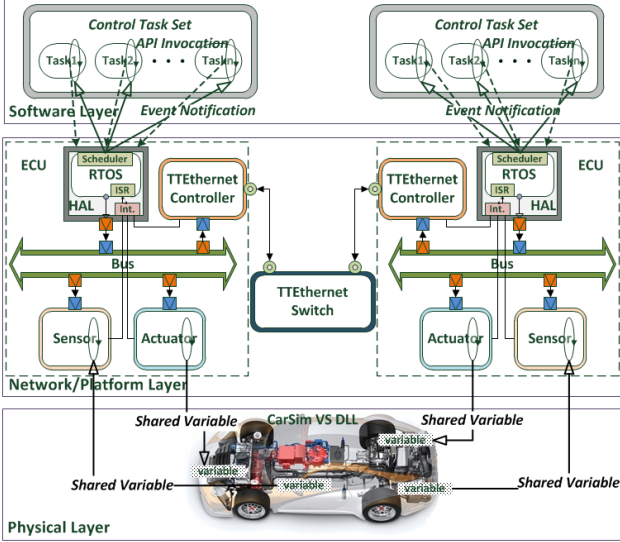 Control Task Set
API Invocation
Task1
Task2
Taskn
Software Layer
Event Notification
Control Task Set
API Invocation
Task1
Task2
Taskn
Event Notification
ECU
Scheduler
RTOS
ISR
HAL
Int.
TTEthernet
Controller
Bus
Sensor
Actuator
Network/Platform Layer
TTEthernet
Switch
TTEthernet
Controller
Scheduler
RTOS
ISR
HAL
Int.
ECU
Bus
Actuator
Sensor
Shared Variable
CarSim VS DLL
Shared Variable
variable
variable
Shared Variable
variable
variable
Shared Variable
Physical Layer